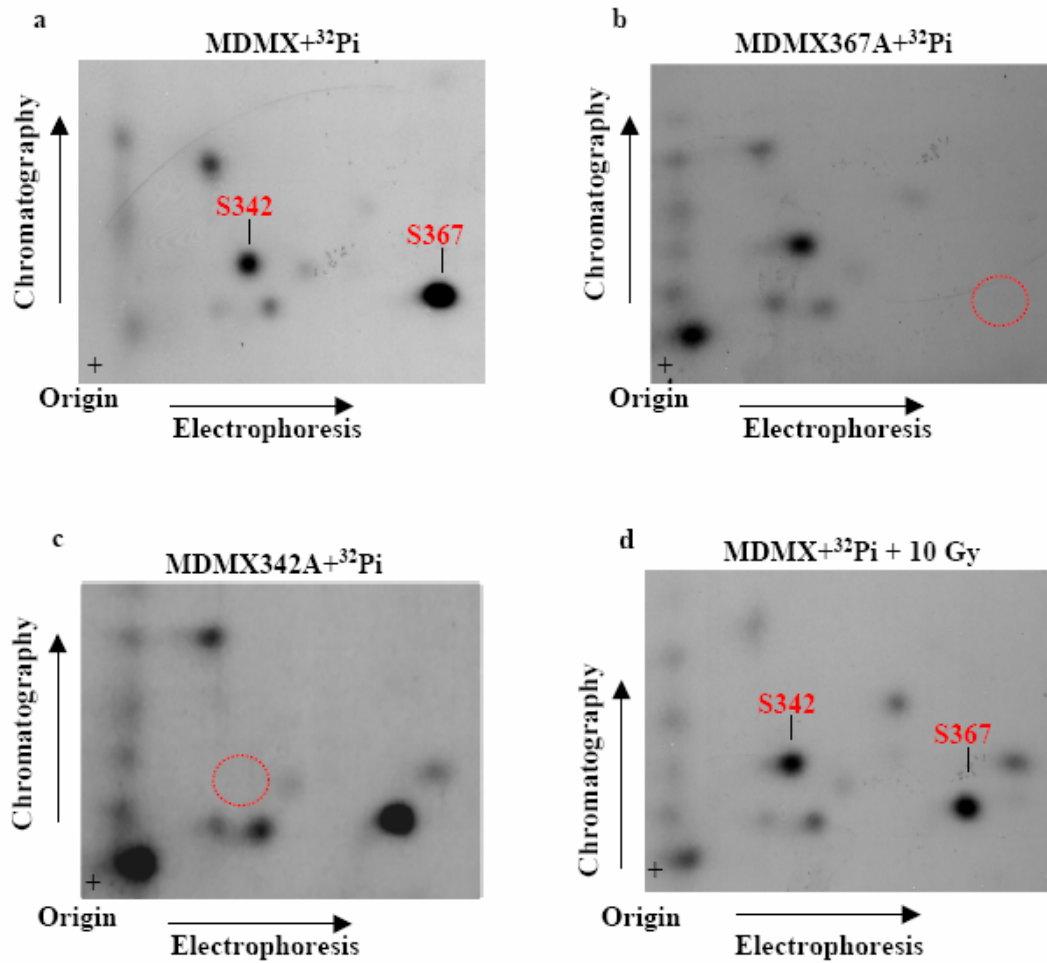 a
MDMX+³²Pi
Chromatography
S342
S367
+
Origin
Electrophoresis
b
MDMX367A+³²Pi
Chromatography
+
Origin
Electrophoresis
c
MDMX342A+³²Pi
Chromatography
+
Origin
Electrophoresis
d
MDMX+³²Pi + 10 Gy
Chromatography
S342
S367
+
Origin
Electrophoresis